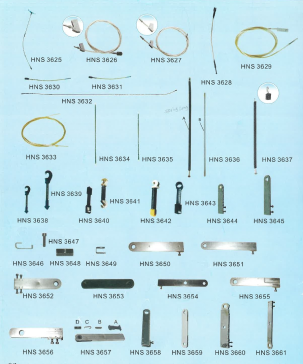 HNS 3625
HNS 3626
HNS 3627
HNS 3628
HNS 3629
HNS 3630
HNS 3631
HNS 3632
HNS 3633
HNS 3634
HNS 3635
HNS 3636
HNS 3637
HNS 3638
HNS 3639
HNS 3640
HNS 3641
HNS 3642
HNS 3643
HNS 3644
HNS 3645
HNS 3646
HNS 3647
HNS 3648
HNS 3649
HNS 3650
HNS 3651
HNS 3652
HNS 3653
HNS 3654
HNS 3655
HNS 3656
D C B A
HNS 3657
HNS 3658
HNS 3659
HNS 3660
HNS 3661